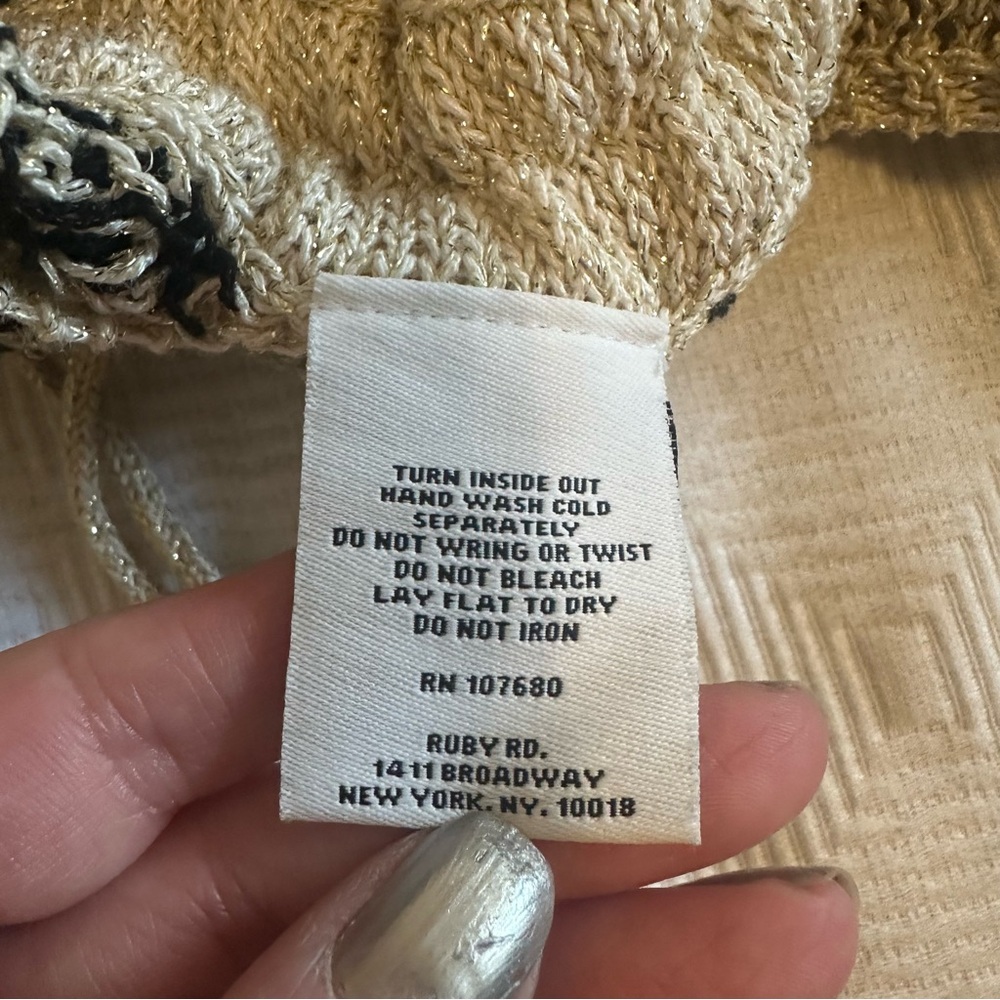 TURN INSIDE OUT
HAND WASH COLD
SEPARATELY
DO NOT WRING OR TWIST
DO NOT BLEACH
LAY FLAT TO DRY
DO NOT IRON
RN 107680
RUBY RD.
1411 BROADWAY
NEW YORK, NY. 10018